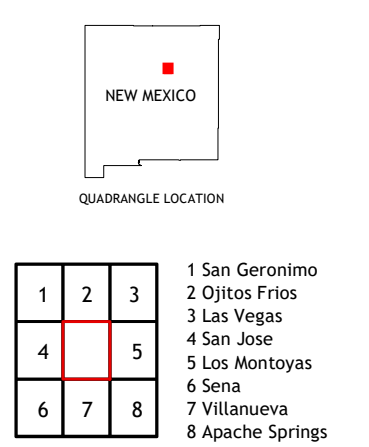 NEW MEXICO
QUADRANGLE LOCATION
1 2 3
4 5
6 7 8
1 San Geronimo
2 Ojitos Frios
3 Las Vegas
4 San Jose
5 Los Montoyas
6 Sena
7 Villanueva
8 Apache Springs